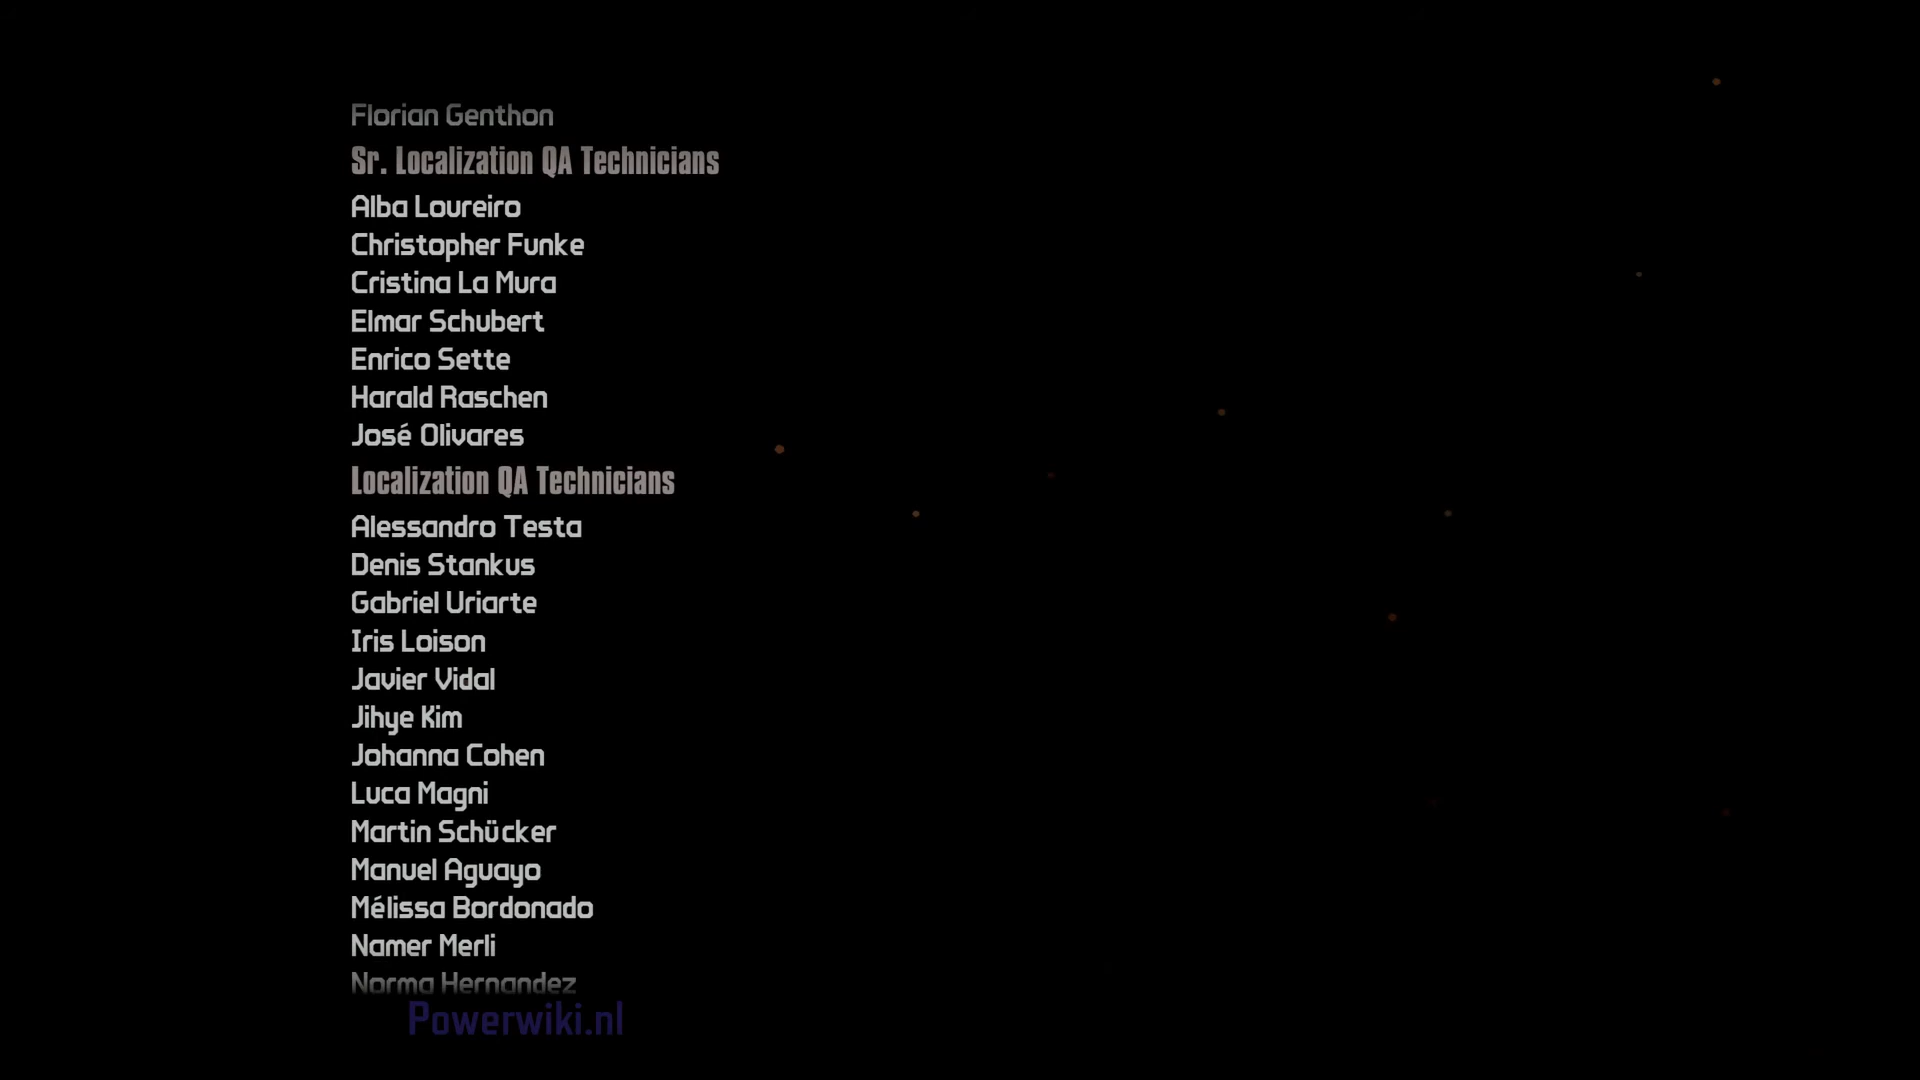 Florian Genthon
Sr. Localization QA Technicians
Alba Loureiro
Christopher Funke
Cristina La Mura
Elmar Schubert
Enrico Sette
Harald Raschen
José Olivares
Localization QA Technicians
Alessandro Testa
Denis Stankus
Gabriel Uriarte
Iris Loison
Javier Vidal
Jihye Kim
Johanna Cohen
Luca Magni
Martin Schücker
Manuel Aguayo
Mélissa Bordonado
Namer Merli
Norma Hernandez
Powerwiki.nl